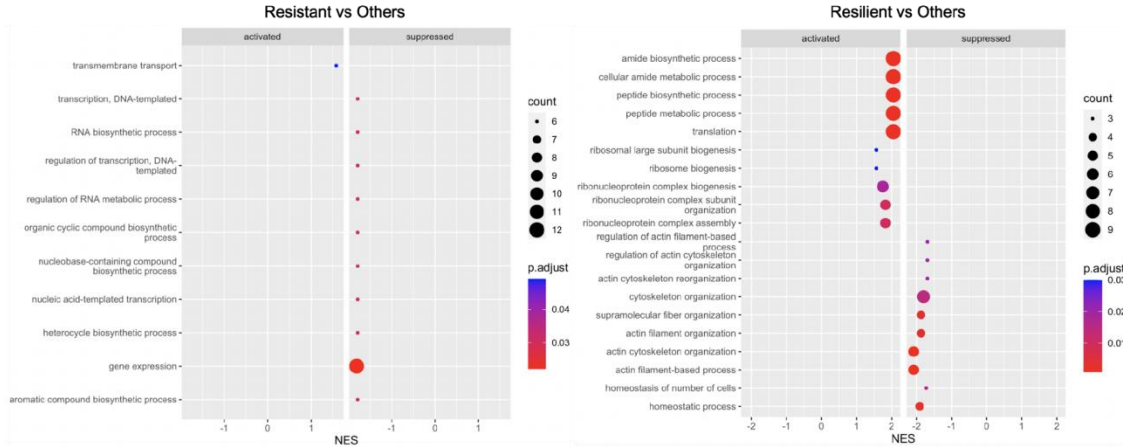 Resistant vs Others
activated
suppressed
transmembrane transport
transcription, DNA-templated
RNA biosynthetic process
regulation of transcription, DNA-
templated
regulation of RNA metabolic process
organic cyclic compound biosynthetic
process
nucleobase-containing compound
biosynthetic process
nucleic acid-templated transcription
heterocycle biosynthetic process
gene expression
aromatic compound biosynthetic process
0
1
0
1
NES
count
6
7
8
9
10
11
12
p.adjust
0.04
0.03
Resilient vs Others
activated
suppressed
amide biosynthetic process
cellular amide metabolic process
peptide biosynthetic process
peptide metabolic process
translation
ribosomal large subunit biogenesis
ribosome biogenesis
ribonucleoprotein complex biogenesis
ribonucleoprotein complex subunit
organization
ribonucleoprotein complex assembly
regulation of actin filament-based
process
regulation of actin cytoskeleton
organization
actin cytoskeleton reorganization
cytoskeleton organization
supramolecular fiber organization
actin filament organization
actin cytoskeleton organization
actin filament-based process
homeostasis of number of cells
homeostatic process
-2
-1
0
1
2
-2
-1
0
1
2
NES
count
3
4
5
6
7
8
9
p.adjust
0.03
0.02
0.01